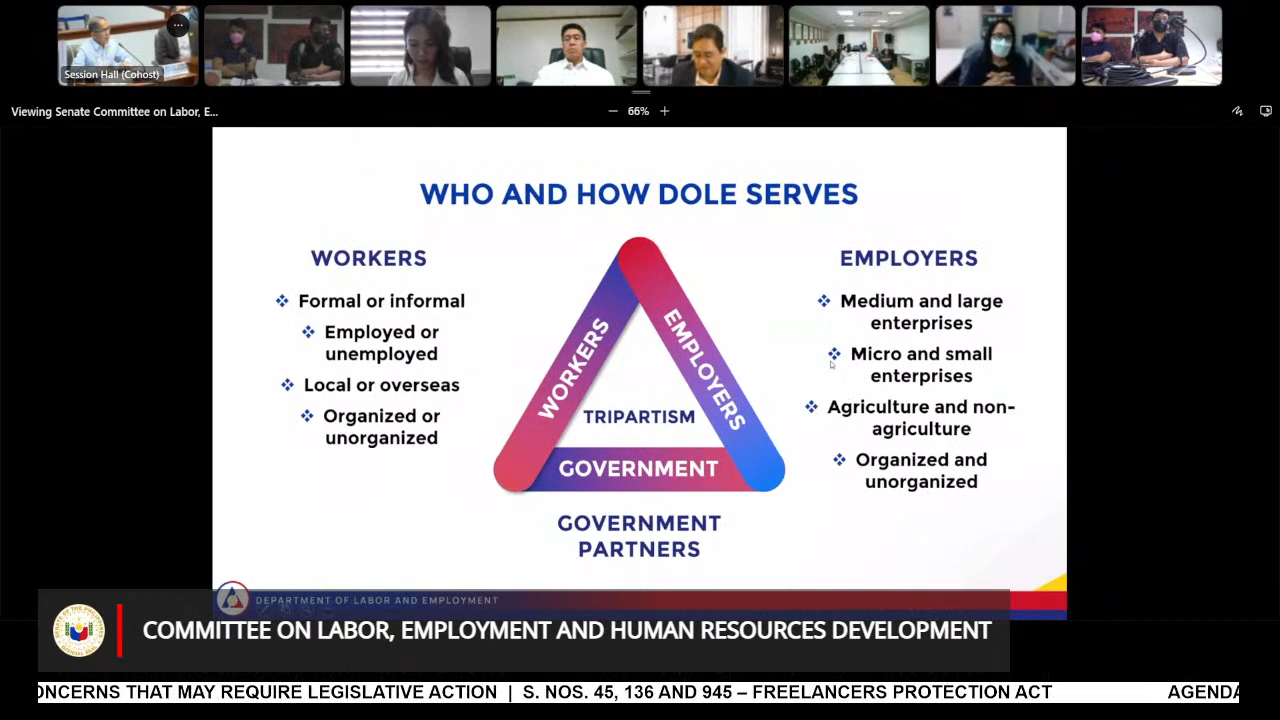 Session Hall (Cohost)
Viewing Senate Committee on Labor, E...
66%
WHO AND HOW DOLE SERVES
WORKERS
Formal or informal
Employed or
unemployed
Local or overseas
Organized or
unorganized
WORKERS
EMPLOYERS
TRIPARTISM
GOVERNMENT
GOVERNMENT
PARTNERS
EMPLOYERS
Medium and large
enterprises
Micro and small
enterprises
Agriculture and non-
agriculture
Organized and
unorganized
DEPARTMENT OF LABOR AND EMPLOYMENT
COMMITTEE ON LABOR, EMPLOYMENT AND HUMAN RESOURCES DEVELOPMENT
ONCERNS THAT MAY REQUIRE LEGISLATIVE ACTION | S. NOS. 45, 136 AND 945 – FREELANCERS PROTECTION ACT AGENDA